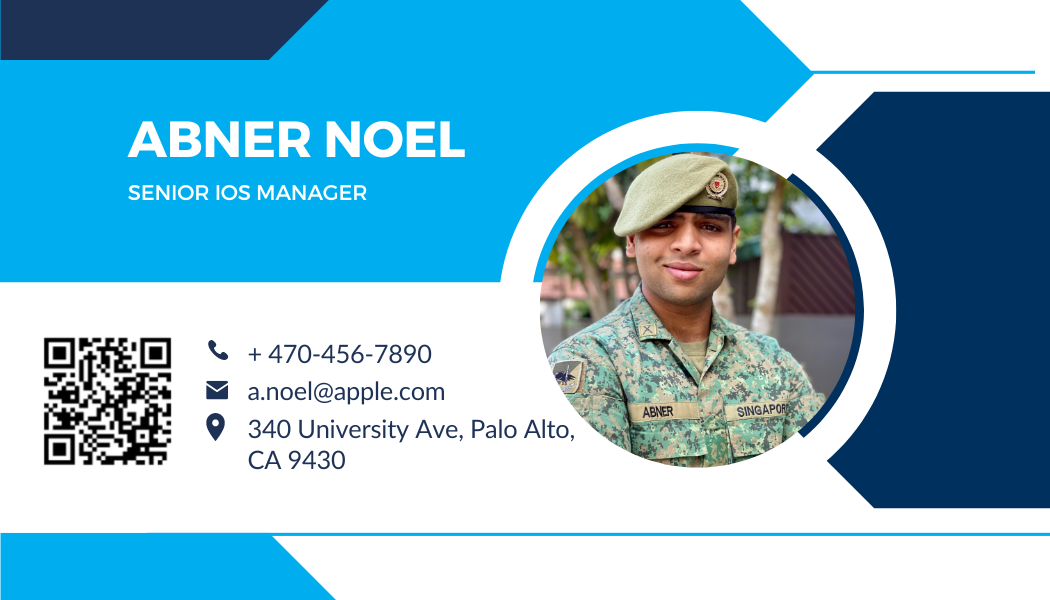 ABNER NOEL
SENIOR IOS MANAGER
+ 470-456-7890
a.noel@apple.com
340 University Ave, Palo Alto,
CA 9430
ABNER
SINGAPOR